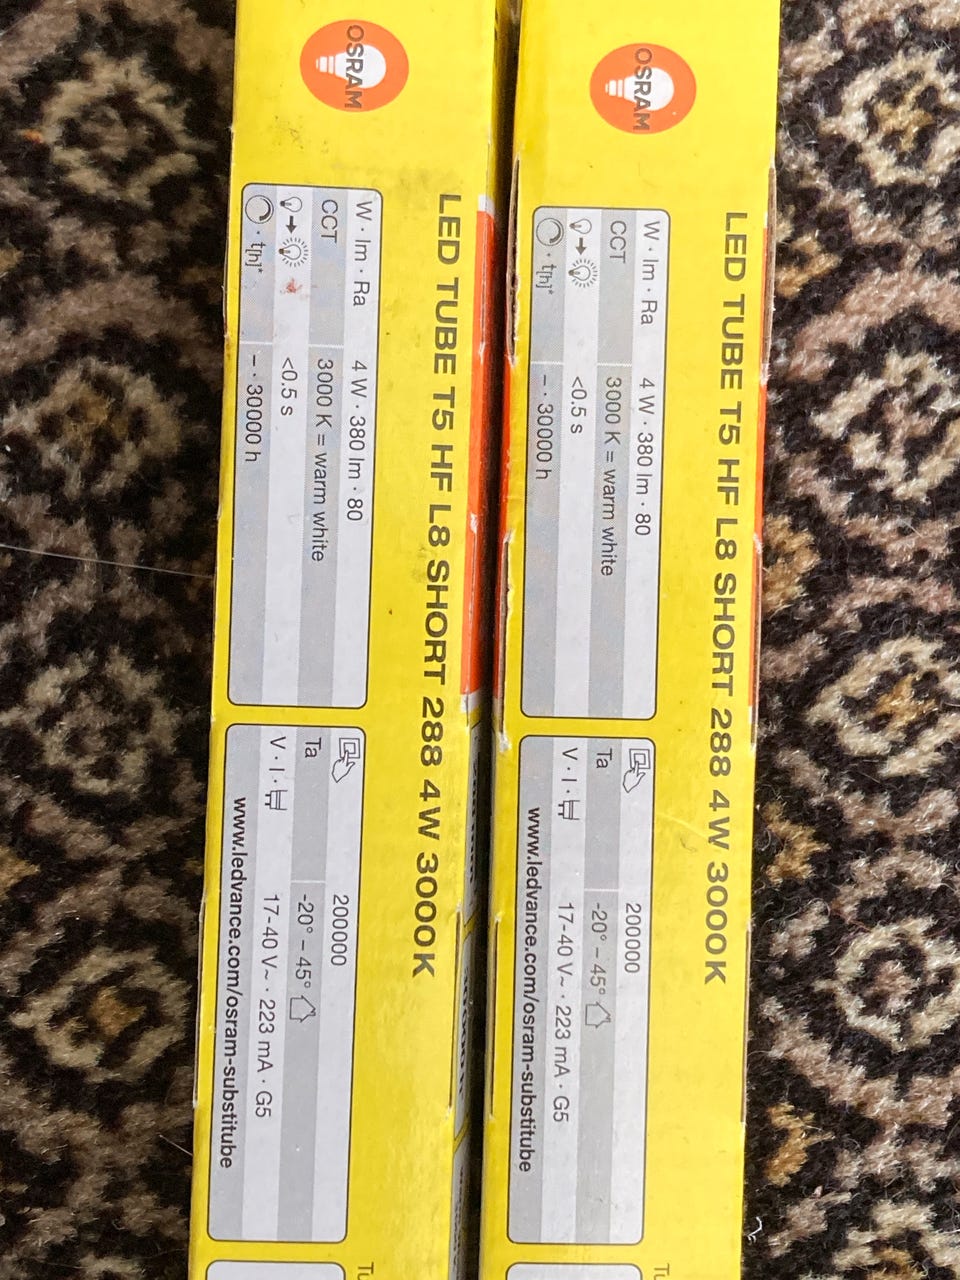 OSRAM
LED TUBE T5 HF L8 SHORT 288 4W 3000K
W · lm · Ra 4 W · 380 lm · 80
CCT 3000 K = warm white
<0.5 s
· t[h]* – · 30000 h
200000
Ta -20° – 45°
V · I · 17-40 V~ · 223 mA · G5
www.ledvance.com/osram-substitube
OSRAM
LED TUBE T5 HF L8 SHORT 288 4W 3000K
W · lm · Ra 4 W · 380 lm · 80
CCT 3000 K = warm white
<0.5 s
· t[h]* – · 30000 h
200000
Ta -20° – 45°
V · I · 17-40 V~ · 223 mA · G5
www.ledvance.com/osram-substitube